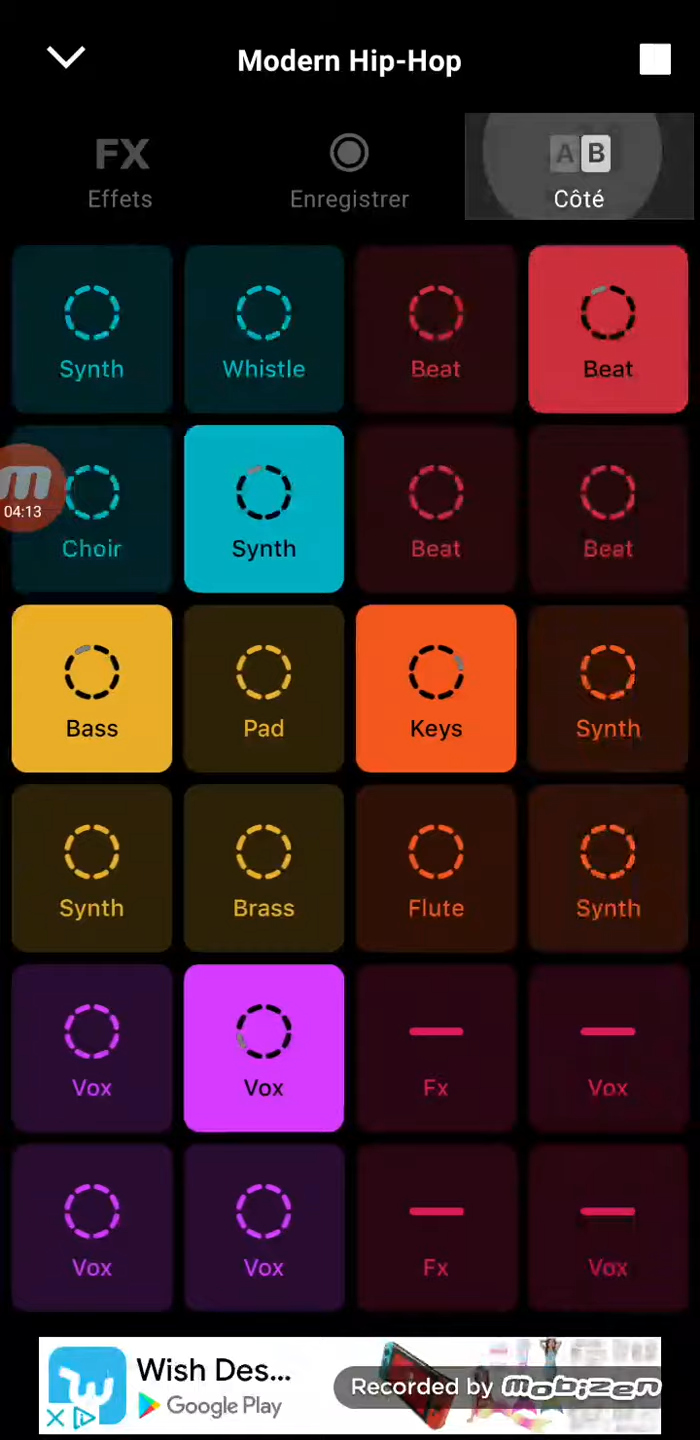 Modern Hip-Hop
FX
A B
Effets
Enregistrer
Côté
Synth
Whistle
Beat
Beat
04:13
Choir
Synth
Beat
Beat
Bass
Pad
Keys
Synth
Synth
Brass
Flute
Synth
Vox
Vox
Fx
Vox
Vox
Vox
Fx
Vox
Wish Des...
Google Play
Recorded by mobizen